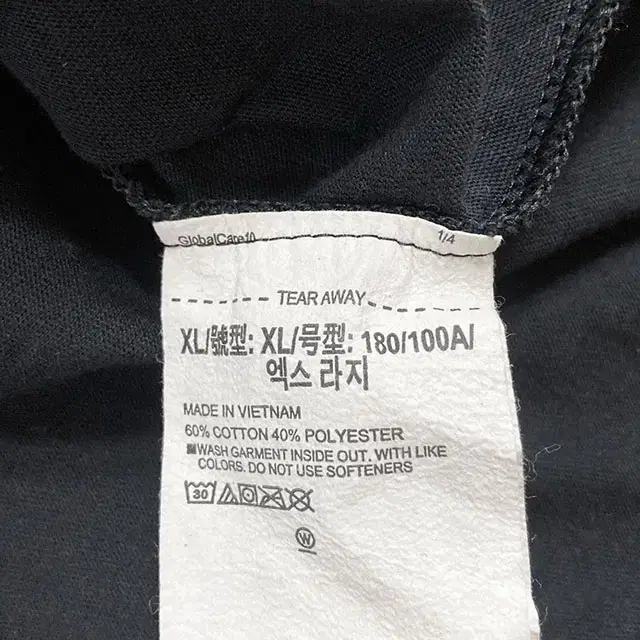 GlobalCare f0 1/4
TEAR AWAY
XL/號型: XL/号型: 180/100A/
엑스 라지
MADE IN VIETNAM
60% COTTON 40% POLYESTER
■WASH GARMENT INSIDE OUT. WITH LIKE
COLORS. DO NOT USE SOFTENERS
30
W